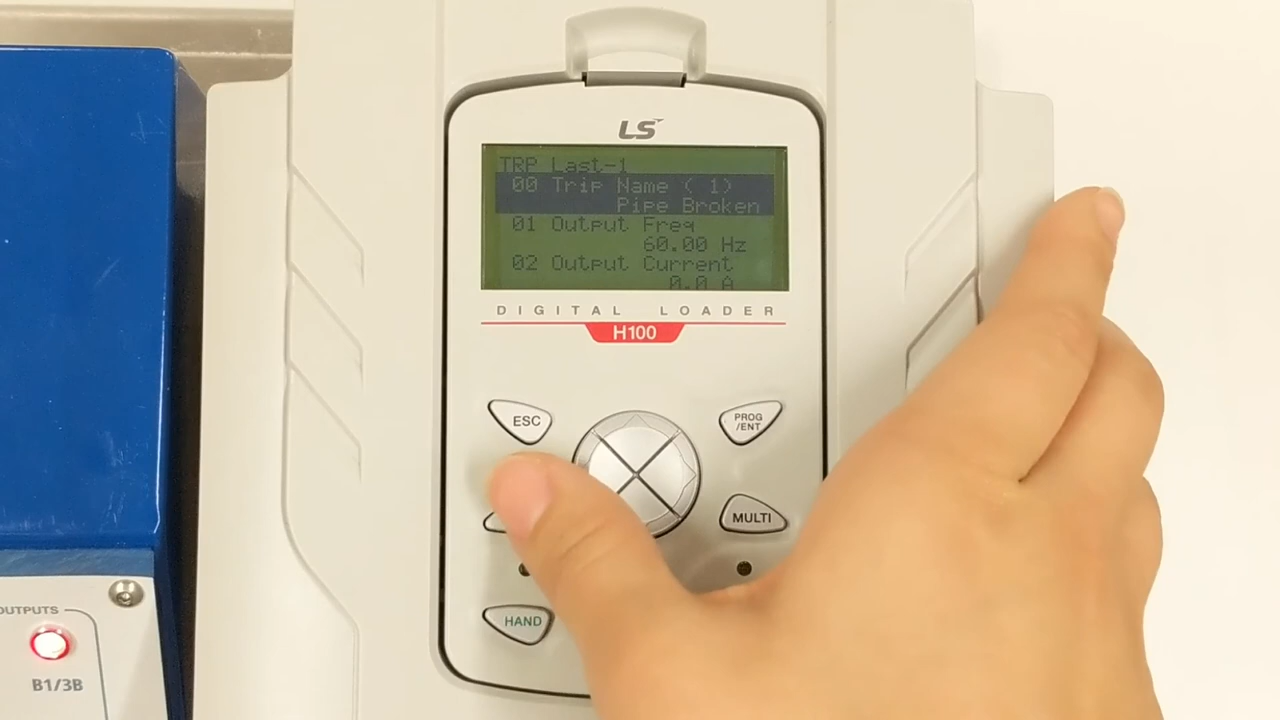 LS
TRP Last-1
00 Trip Name ( 1)
Pipe Broken
01 Output Freq
60.00 Hz
02 Output Current
0.0 A
DIGITAL LOADER
H100
ESC
PROG
/ENT
MULTI
HAND
OUTPUTS
B1/3B